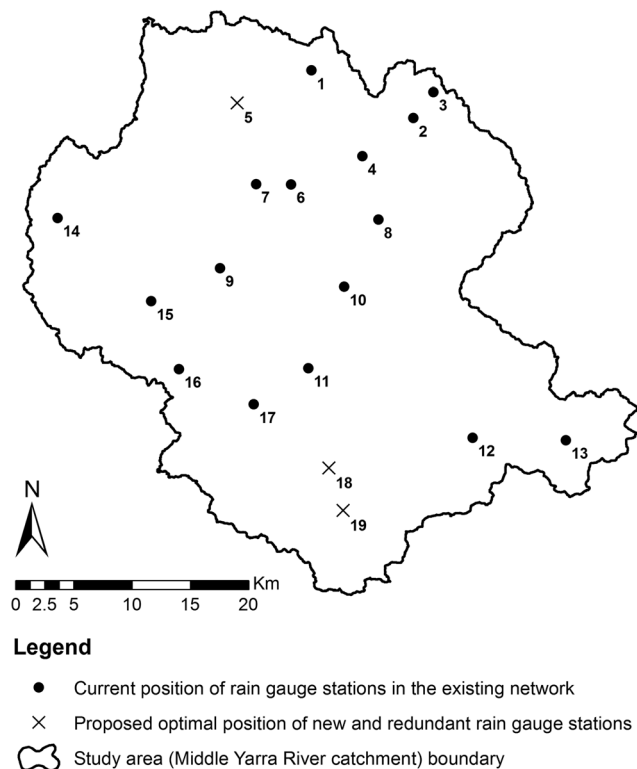 1
3
5
2
4
7
6
14
8
9
10
15
16
11
17
12
13
18
N
19
Km
0 2.5 5 10 15 20
Legend
Current position of rain gauge stations in the existing network
Proposed optimal position of new and redundant rain gauge stations
Study area (Middle Yarra River catchment) boundary